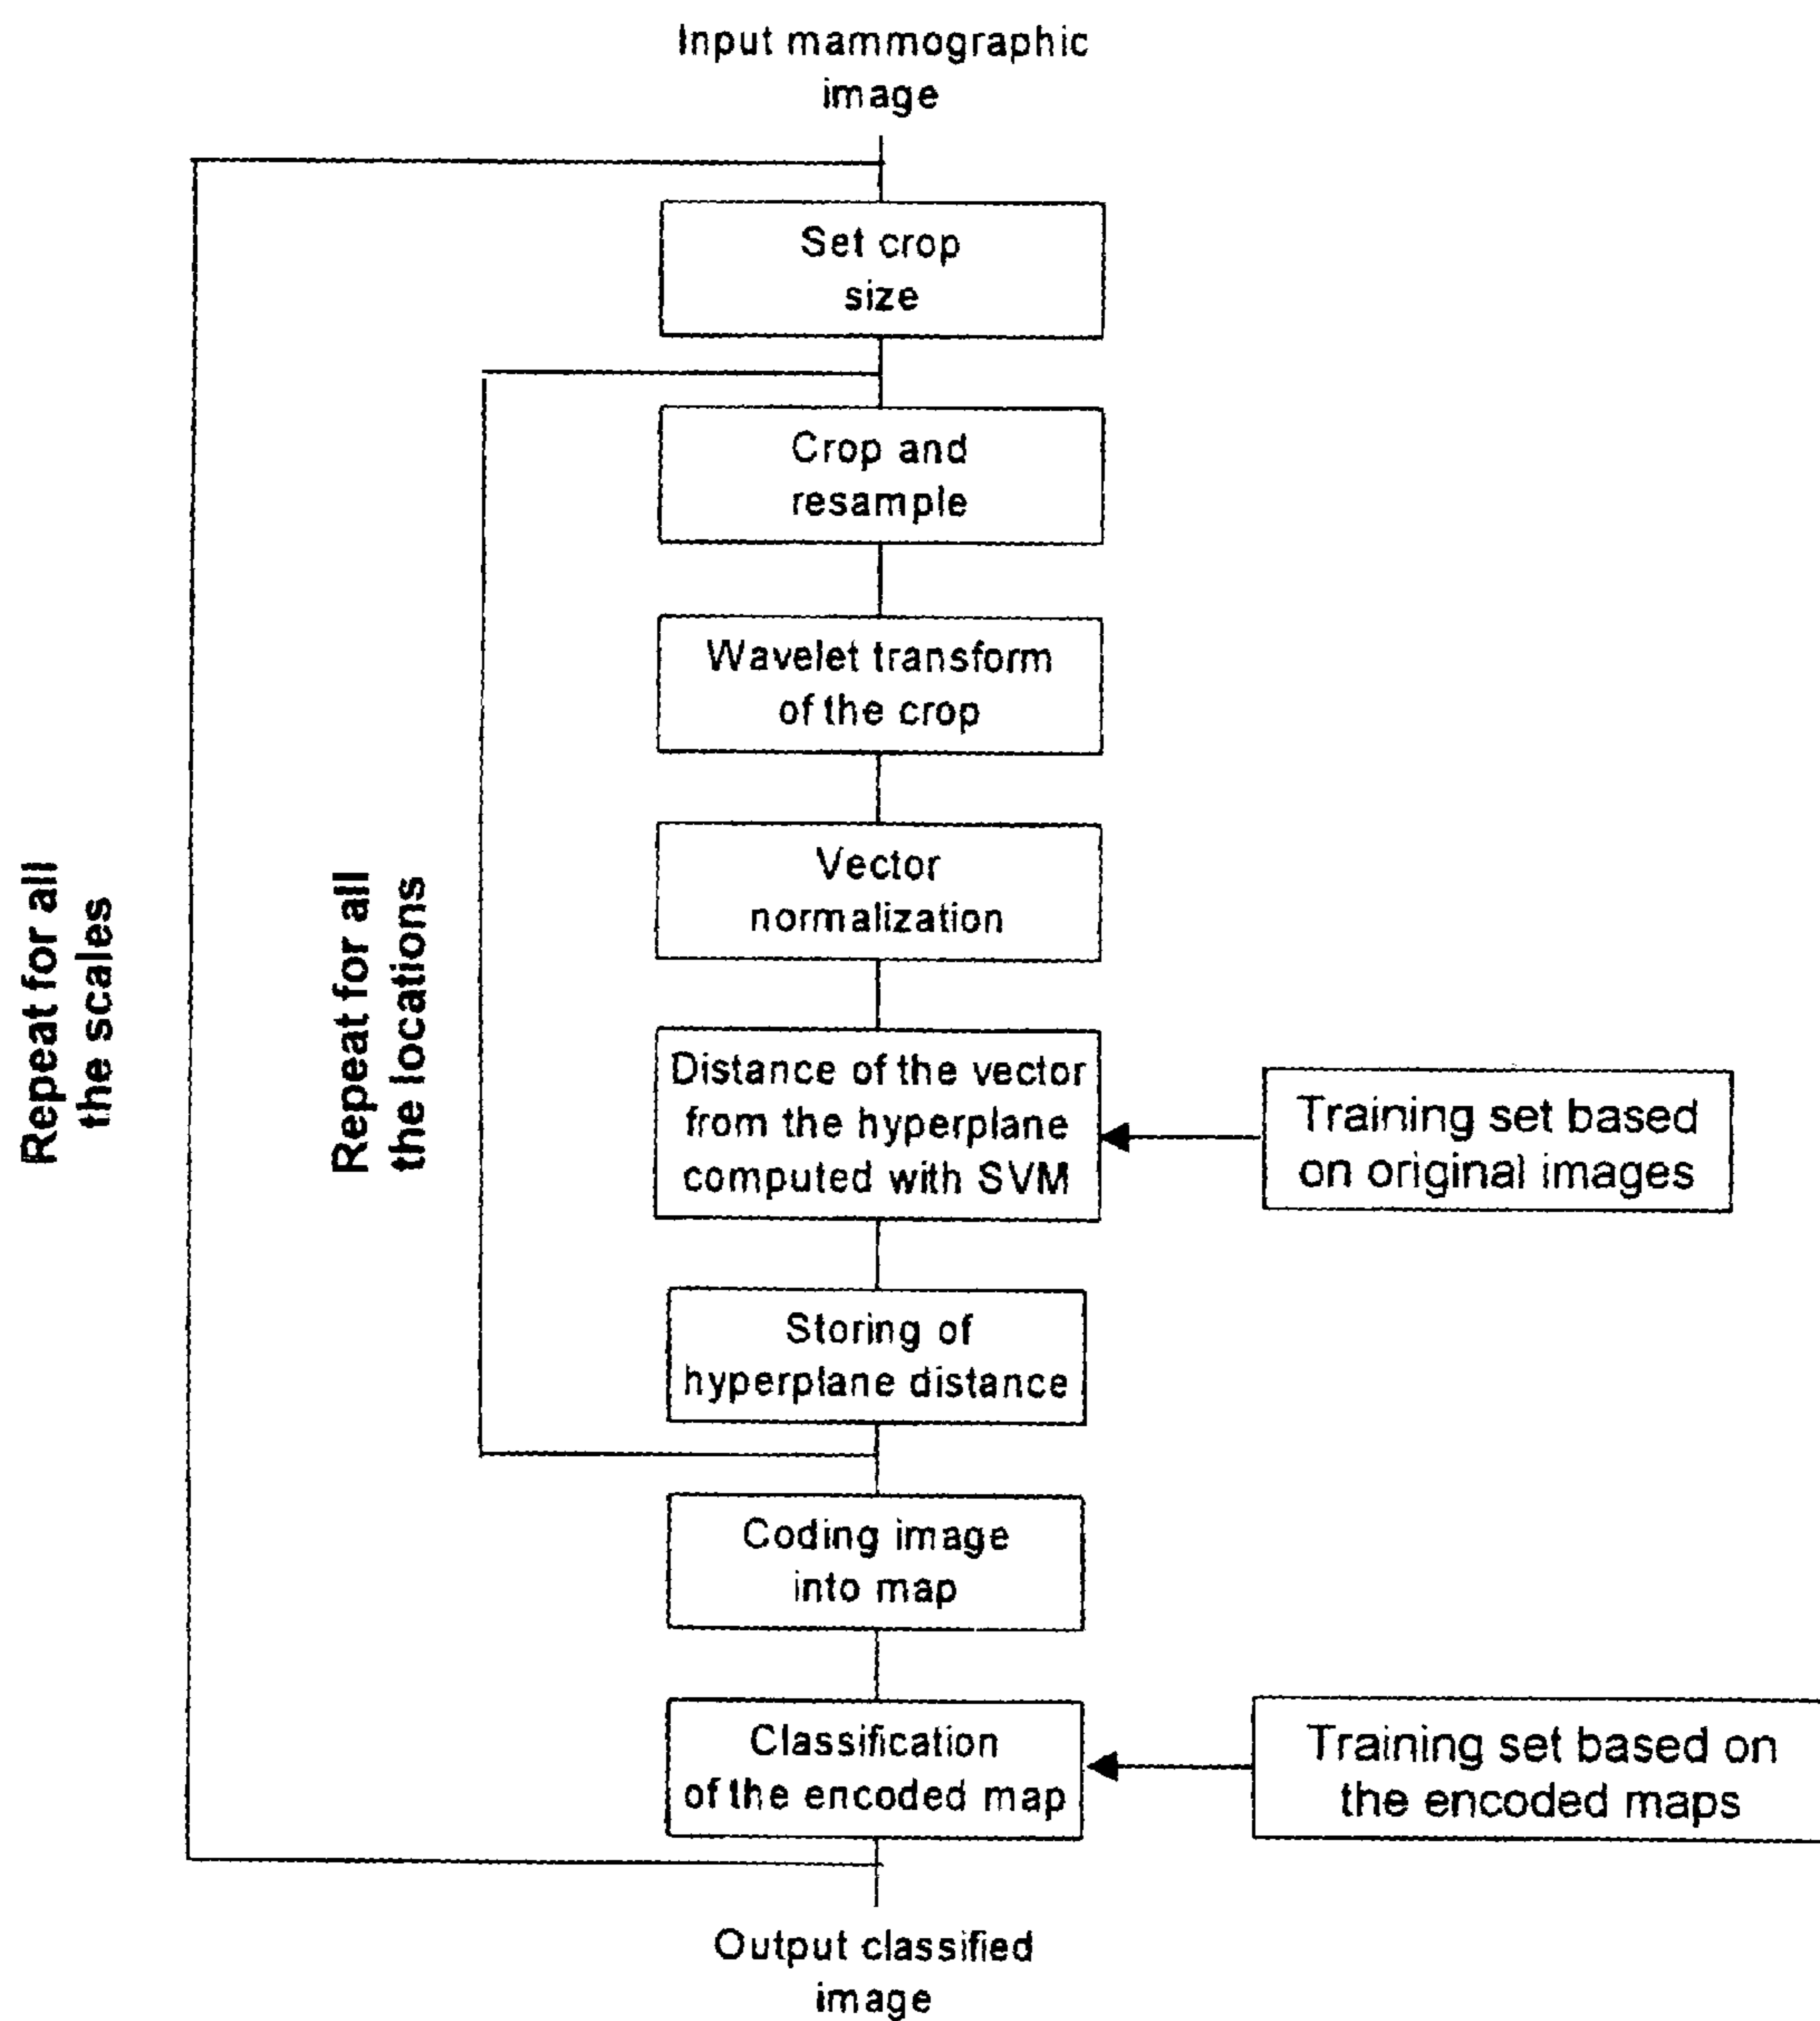 Input mammographic
image
Set crop
size
Crop and
resample
Wavelet transform
of the crop
Vector
normalization
Repeat for all
the scales
Repeat for all
the locations
Distance of the vector
from the hyperplane
computed with SVM
Training set based
on original images
Storing of
hyperplane distance
Coding image
into map
Classification
of the encoded map
Training set based on
the encoded maps
Output classified
image